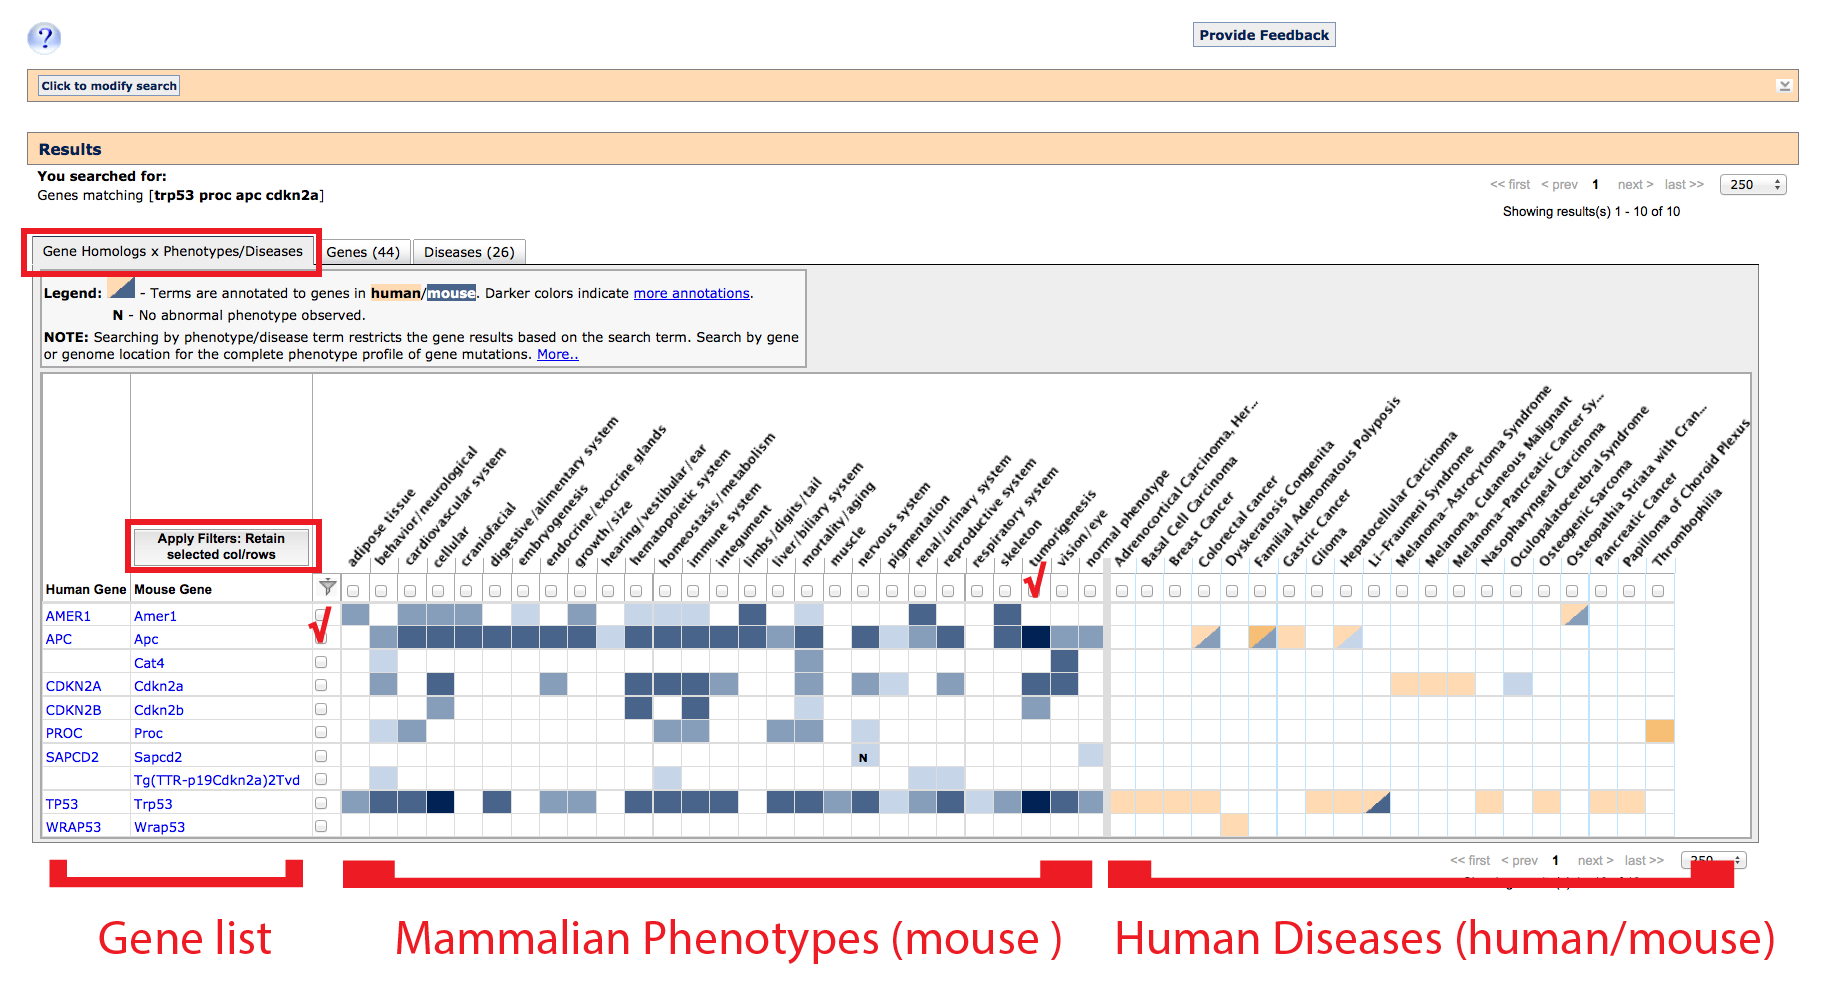 ?
Provide Feedback
Click to modify search
Results
You searched for:
Genes matching [trp53 proc apc cdkn2a]
<< first < prev 1 next > last >> 250
Showing results(s) 1 - 10 of 10
Gene Homologs x Phenotypes/Diseases
Genes (44)
Diseases (26)
Legend: - Terms are annotated to genes in human/mouse. Darker colors indicate more annotations.
N - No abnormal phenotype observed.
NOTE: Searching by phenotype/disease term restricts the gene results based on the search term. Search by gene
or genome location for the complete phenotype profile of gene mutations. More..
Apply Filters: Retain
selected col/rows
adipose tissue
behavior/neurological
cardiovascular system
cellular
craniofacial
digestive/alimentary system
embryogenesis
endocrine/exocrine glands
growth/size
hearing/vestibular/ear
hematopoietic system
homeostasis/metabolism
immune system
integument
limbs/digits/tail
liver/biliary system
mortality/aging
muscle
nervous system
pigmentation
renal/urinary system
reproductive system
respiratory system
skeleton
tumorigenesis
vision/eye
normal phenotype
Adrenocortical Carcinoma, Her...
Basal Cell Carcinoma
Breast Cancer
Colorectal cancer
Dyskeratosis Congenita
Familial Adenomatous Polyposis
Gastric Cancer
Glioma
Hepatocellular Carcinoma
Li-Fraumeni Syndrome
Melanoma-Astrocytoma Syndrome
Melanoma, Cutaneous Malignant
Melanoma-Pancreatic Cancer Sy...
Nasopharyngeal Carcinoma
Oculopalatocerebral Syndrome
Osteogenic Sarcoma
Osteopathia Striata with Cran...
Pancreatic Cancer
Papilloma of Choroid Plexus
Thrombophilia
Human Gene Mouse Gene
AMER1 Amer1
APC Apc
Cat4
CDKN2A Cdkn2a
CDKN2B Cdkn2b
PROC Proc
SAPCD2 Sapcd2 N
Tg(TTR-p19Cdkn2a)2Tvd
TP53 Trp53
WRAP53 Wrap53
<< first < prev 1 next > last >> 250
Gene list
Mammalian Phenotypes (mouse )
Human Diseases (human/mouse)